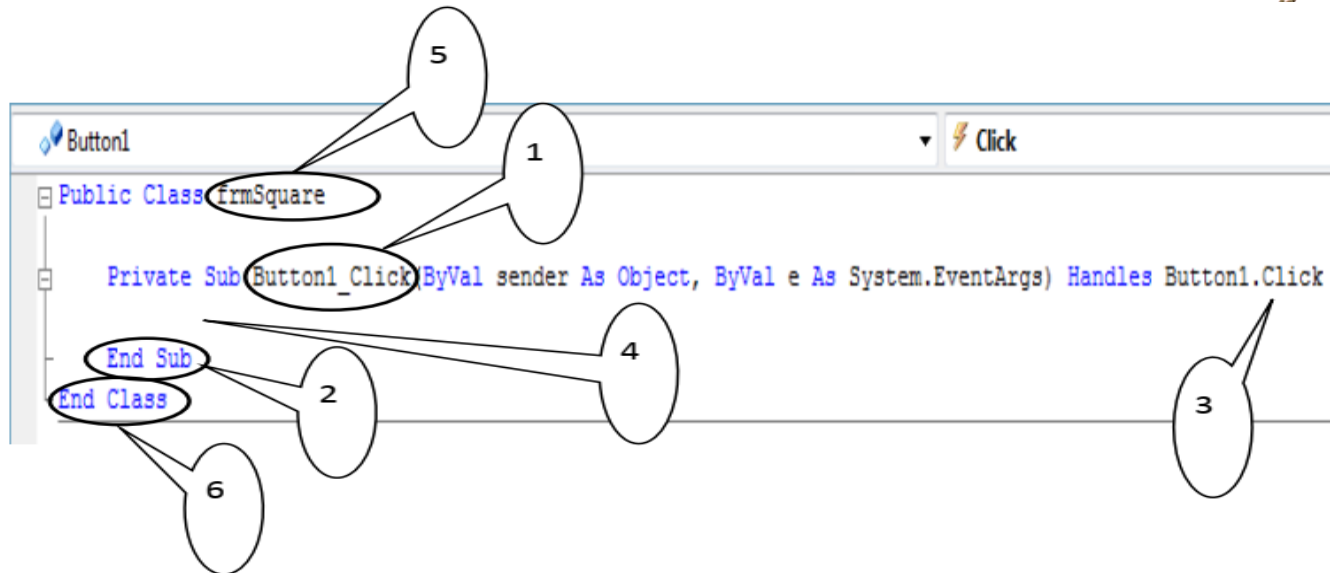 5
Button1 Click
1
Public Class frmSquare
Private Sub Button1_Click(ByVal sender As Object, ByVal e As System.EventArgs) Handles Button1.Click
4
End Sub
2
End Class
3
6